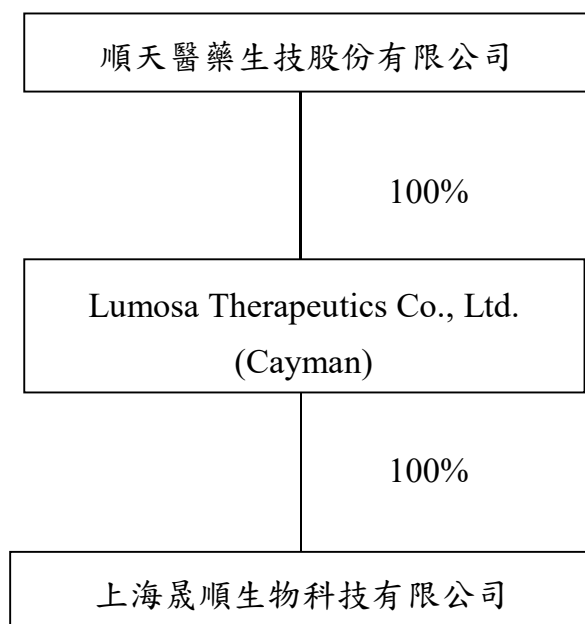 順天醫藥生技股份有限公司
100%
Lumosa Therapeutics Co., Ltd.
(Cayman)
100%
上海晟順生物科技有限公司